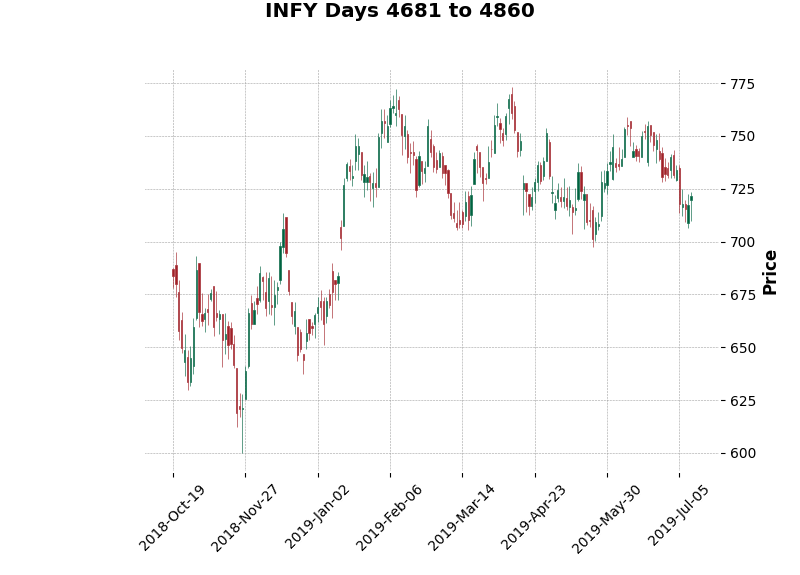 INFY Days 4681 to 4860
775
750
725
700
675
650
625
600
Price
2018-Oct-19
2018-Nov-27
2019-Jan-02
2019-Feb-06
2019-Mar-14
2019-Apr-23
2019-May-30
2019-Jul-05